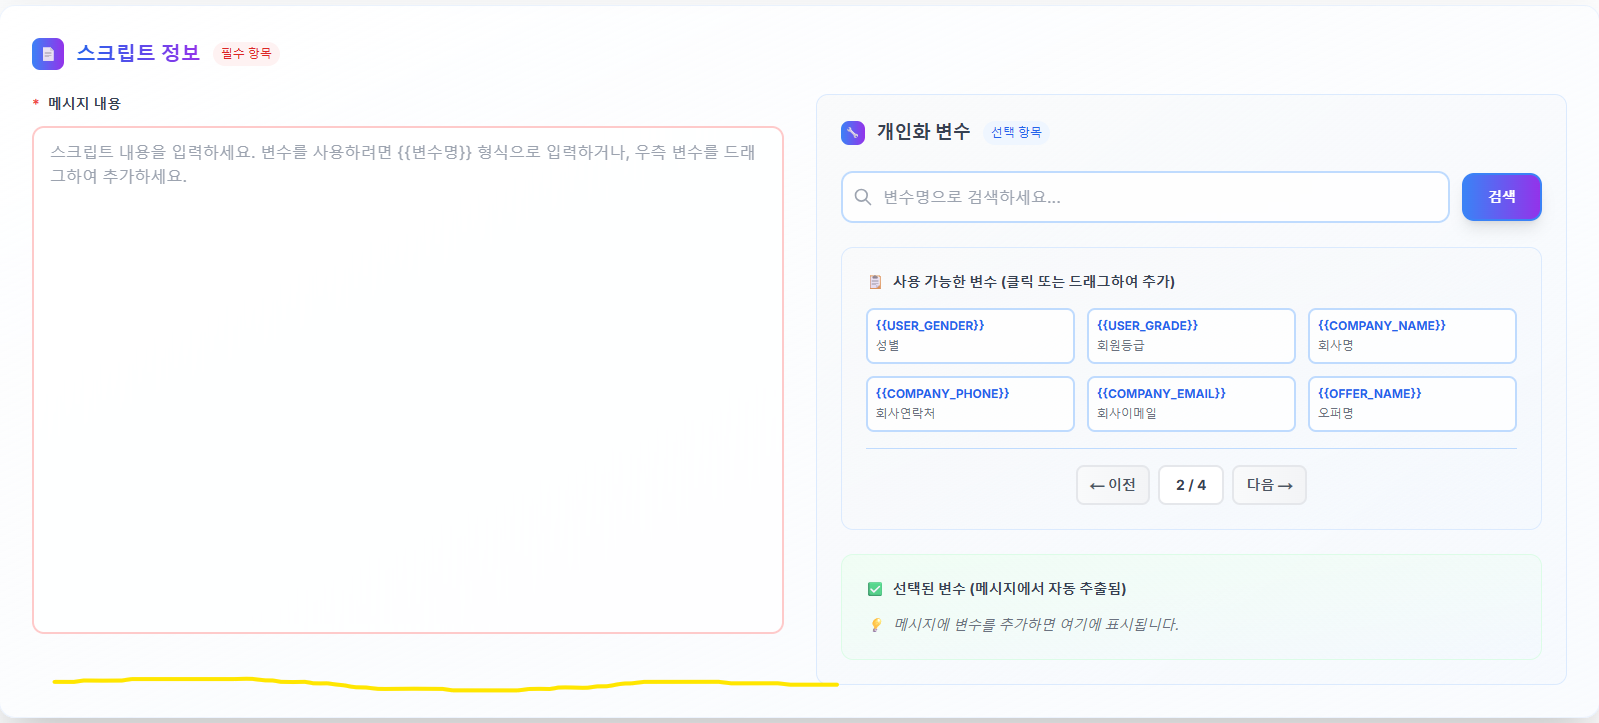 스크립트 정보 필수 항목
* 메시지 내용
스크립트 내용을 입력하세요. 변수를 사용하려면 {{변수명}} 형식으로 입력하거나, 우측 변수를 드래
그하여 추가하세요.
개인화 변수 선택 항목
변수명으로 검색하세요...
검색
사용 가능한 변수 (클릭 또는 드래그하여 추가)
{{USER_GENDER}}
성별
{{USER_GRADE}}
회원등급
{{COMPANY_NAME}}
회사명
{{COMPANY_PHONE}}
회사연락처
{{COMPANY_EMAIL}}
회사이메일
{{OFFER_NAME}}
오퍼명
← 이전
2 / 4
다음 →
선택된 변수 (메시지에서 자동 추출됨)
메시지에 변수를 추가하면 여기에 표시됩니다.